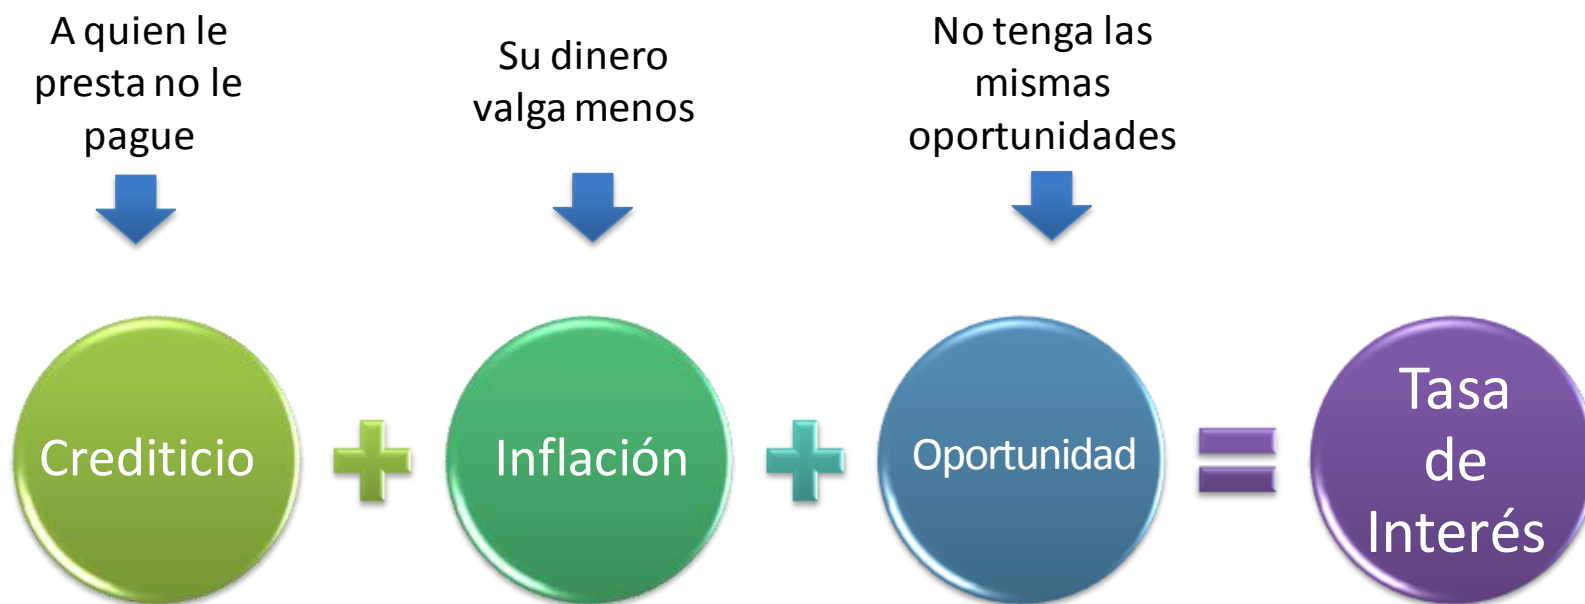 A quien le
presta no le
pague
Su dinero
valga menos
No tenga las
mismas
oportunidades
Crediticio
Inflación
Oportunidad
Tasa
de
Interés